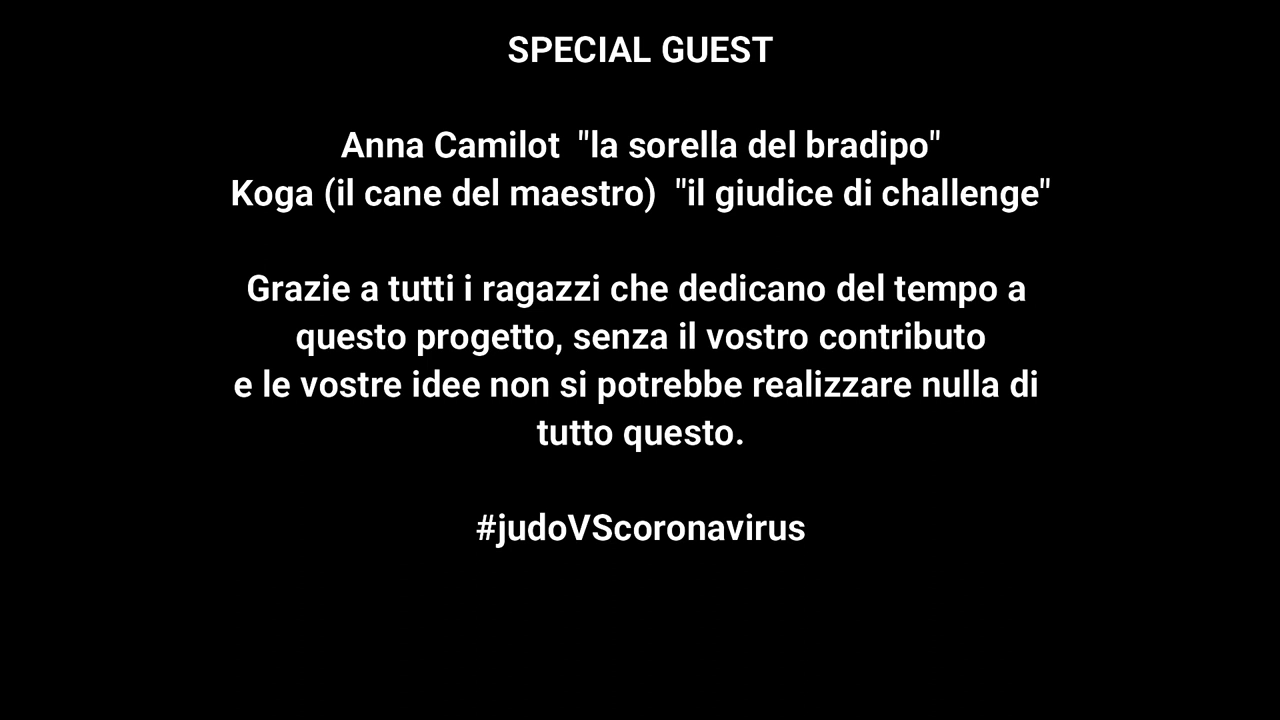 SPECIAL GUEST
Anna Camilot  "la sorella del bradipo"
Koga (il cane del maestro)  "il giudice di challenge"
Grazie a tutti i ragazzi che dedicano del tempo a
questo progetto, senza il vostro contributo
e le vostre idee non si potrebbe realizzare nulla di
tutto questo.
#judoVScoronavirus